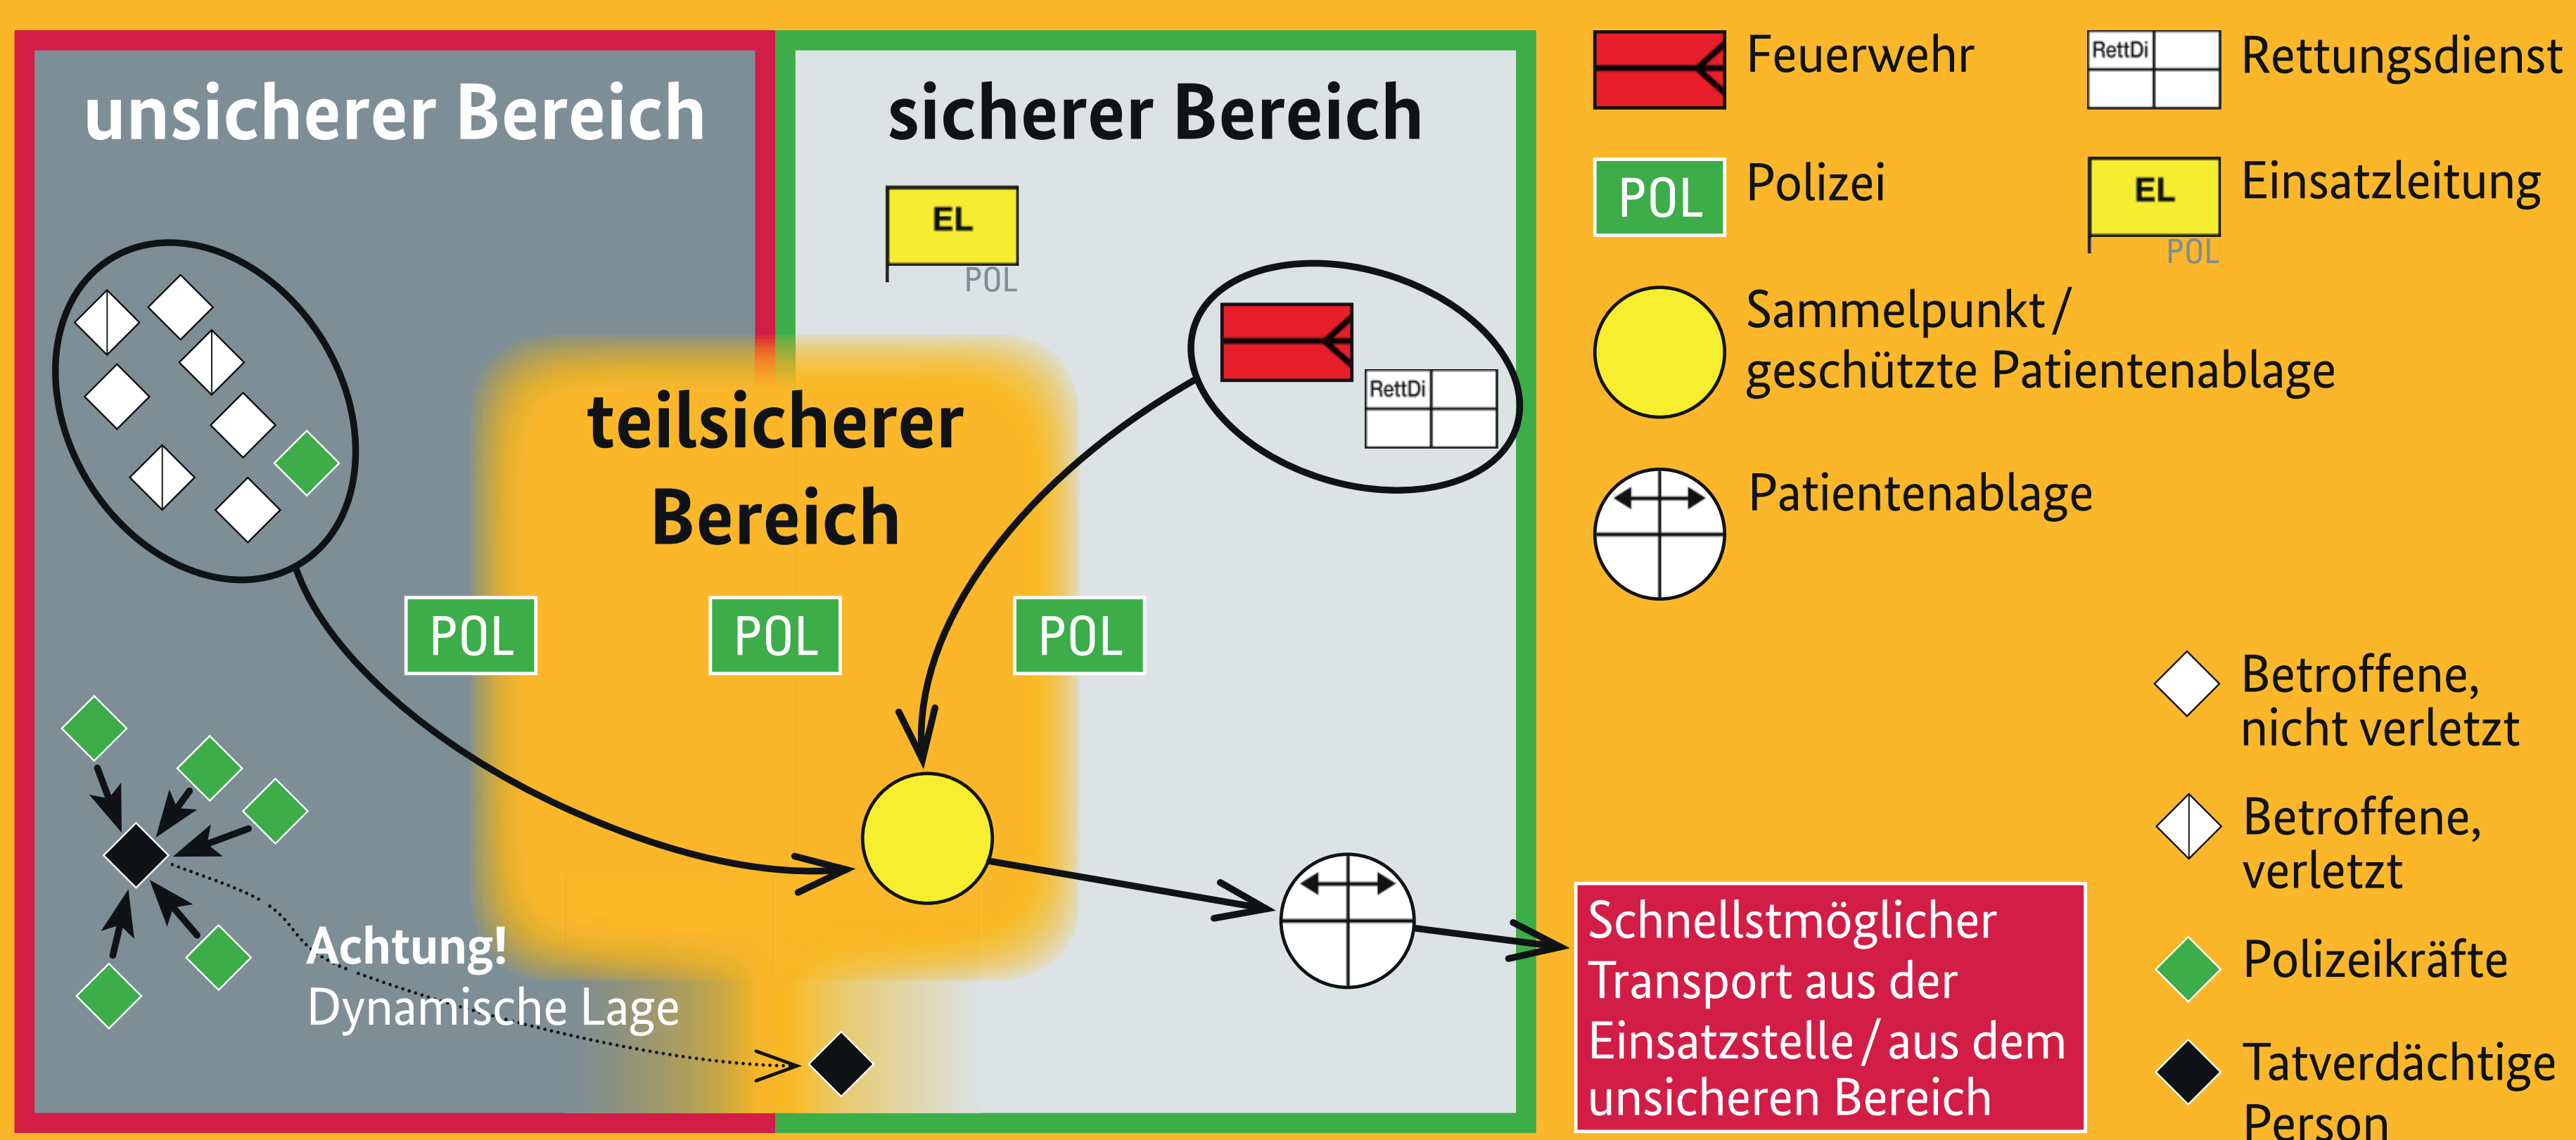 unsicherer Bereich
sicherer Bereich
EL
POL
RettDi
teilsicherer
Bereich
POL
POL
POL
Achtung!
Dynamische Lage
Feuerwehr
RettDi
Rettungsdienst
POL
Polizei
EL
POL
Einsatzleitung
Sammelpunkt /
geschützte Patientenablage
Patientenablage
Betroffene,
nicht verletzt
Betroffene,
verletzt
Polizeikräfte
Tatverdächtige
Person
Schnellstmöglicher
Transport aus der
Einsatzstelle / aus dem
unsicheren Bereich